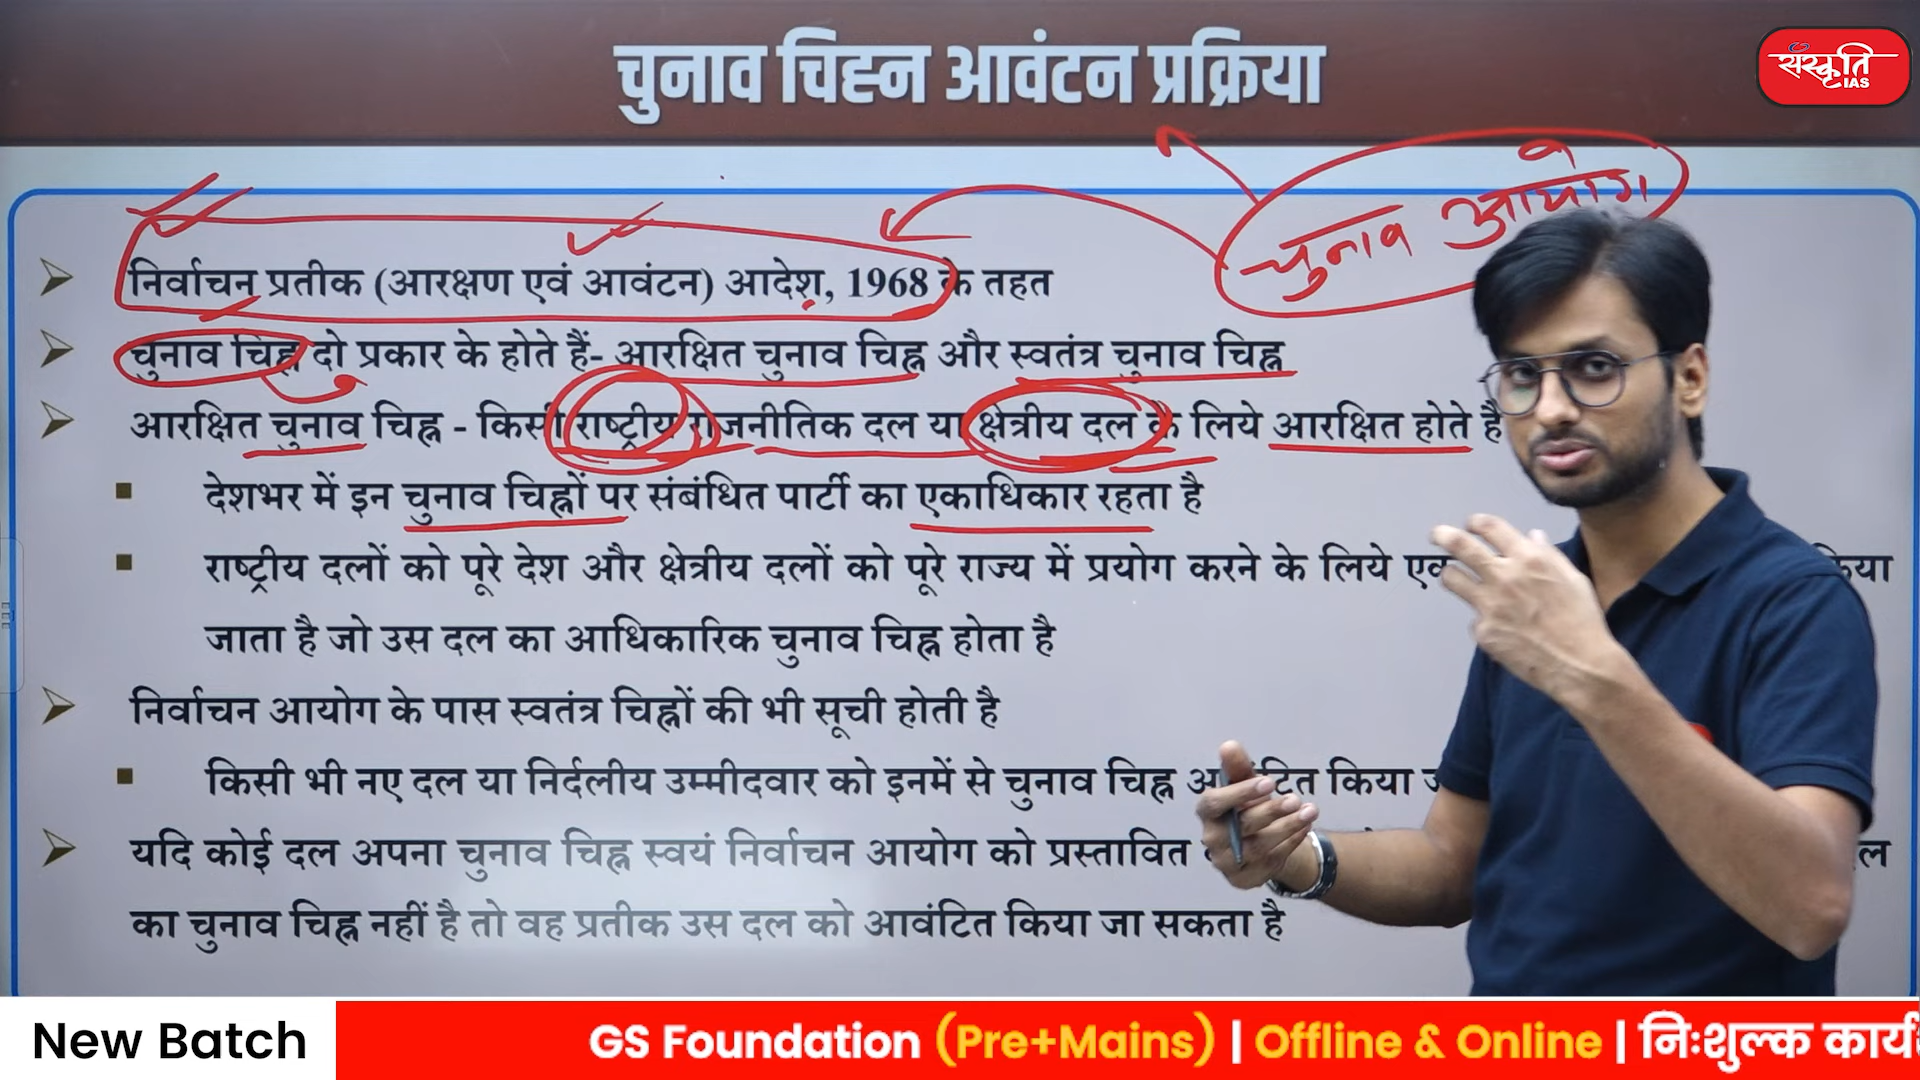 चुनाव चिह्न आवंटन प्रक्रिया
संस्कृति
IAS
चुनाव आयोग
निर्वाचन प्रतीक (आरक्षण एवं आवंटन) आदेश, 1968 के तहत
चुनाव चिह्न दो प्रकार के होते हैं- आरक्षित चुनाव चिह्न और स्वतंत्र चुनाव चिह्न
आरक्षित चुनाव चिह्न - किसी राष्ट्रीय राजनीतिक दल या क्षेत्रीय दल के लिये आरक्षित होते है
देशभर में इन चुनाव चिह्नों पर संबंधित पार्टी का एकाधिकार रहता है
राष्ट्रीय दलों को पूरे देश और क्षेत्रीय दलों को पूरे राज्य में प्रयोग करने के लिये
जाता है जो उस दल का आधिकारिक चुनाव चिह्न होता है
निर्वाचन आयोग के पास स्वतंत्र चिह्नों की भी सूची होती है
किसी भी नए दल या निर्दलीय उम्मीदवार को इनमें से चुनाव चिह्न किया
यदि कोई दल अपना चुनाव चिह्न स्वयं निर्वाचन आयोग को प्रस्तावित
का चुनाव चिह्न नहीं है तो वह प्रतीक उस दल को आवंटित किया जा सकता है
New Batch GS Foundation (Pre+Mains) | Offline & Online | निःशुल्क